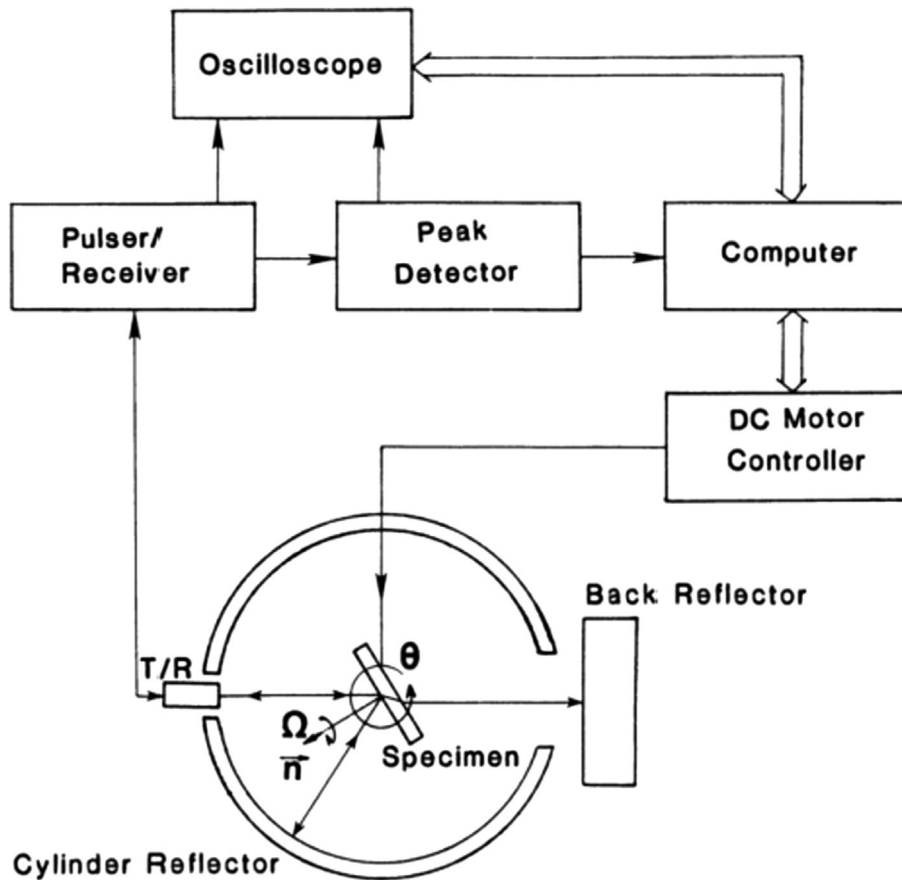 Oscilloscope
Pulser/
Receiver
Peak
Detector
Computer
DC Motor
Controller
Back Reflector
T/R
θ
Ω
n
Specimen
Cylinder Reflector